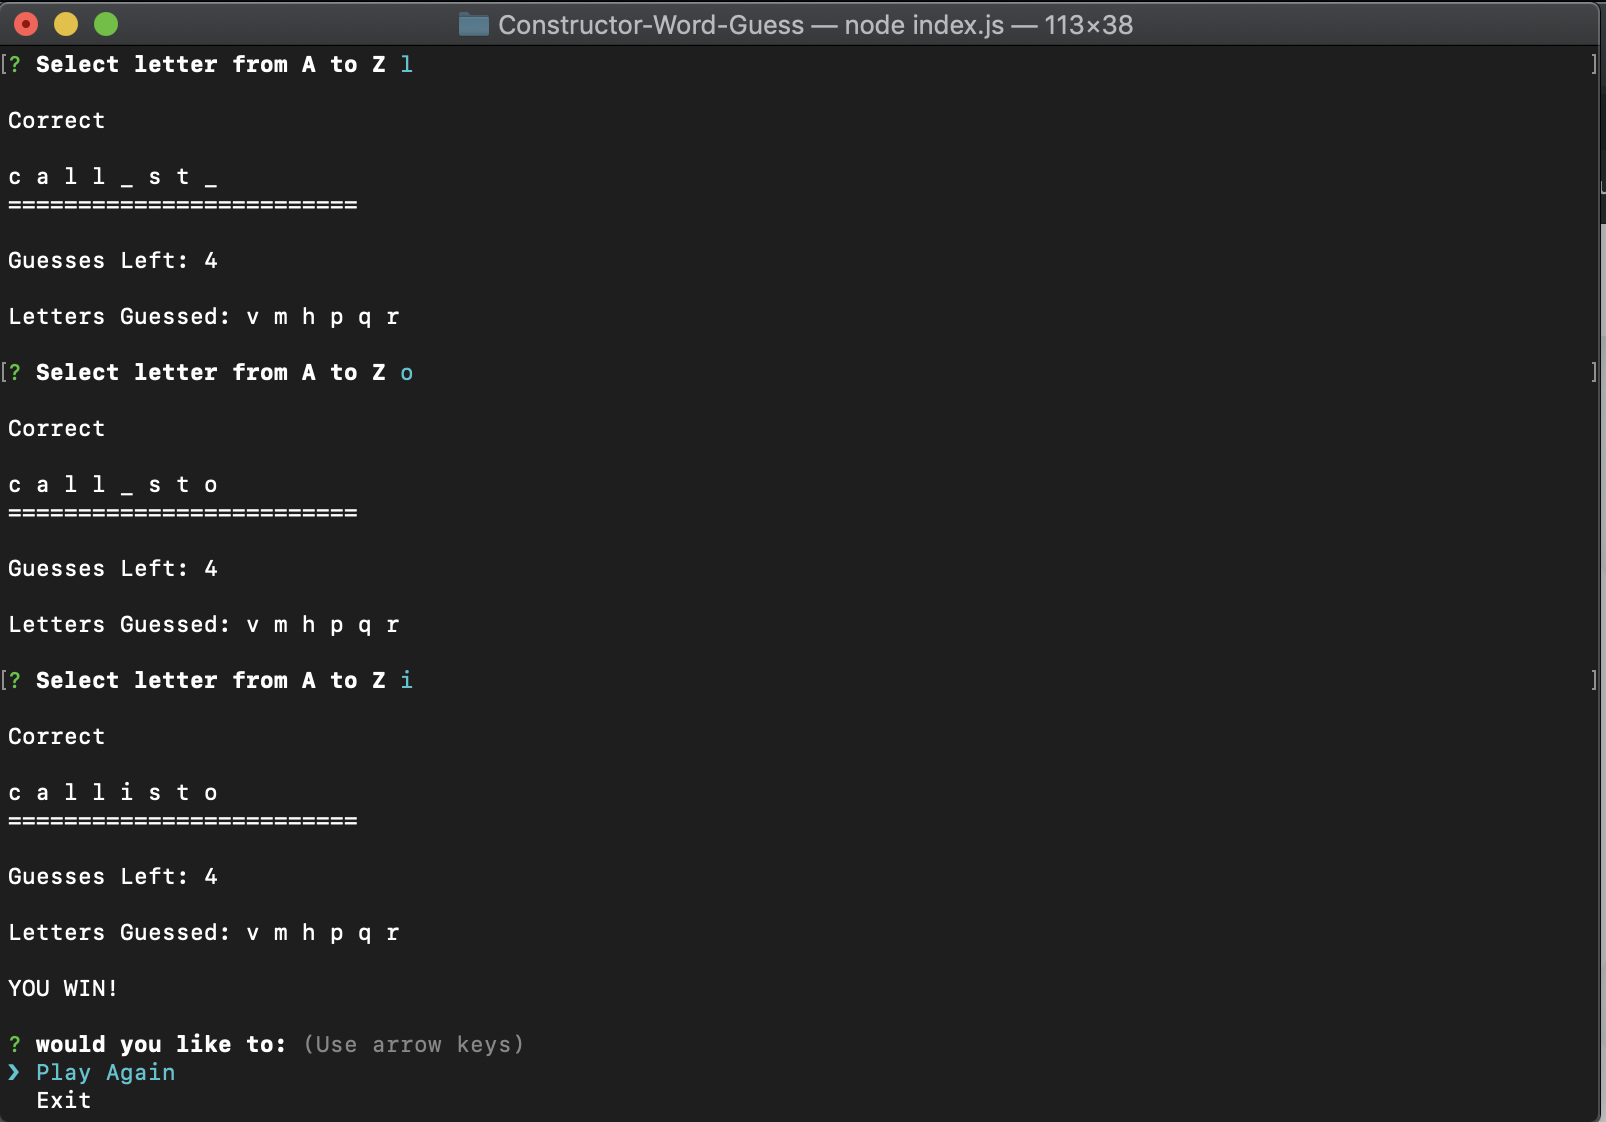 Constructor-Word-Guess — node index.js — 113×38
[? Select letter from A to Z l ]
Correct
c a l l _ s t _
=========================
Guesses Left: 4
Letters Guessed: v m h p q r
[? Select letter from A to Z o ]
Correct
c a l l _ s t o
=========================
Guesses Left: 4
Letters Guessed: v m h p q r
[? Select letter from A to Z i ]
Correct
c a l l i s t o
=========================
Guesses Left: 4
Letters Guessed: v m h p q r
YOU WIN!
? would you like to: (Use arrow keys)
❯ Play Again
Exit